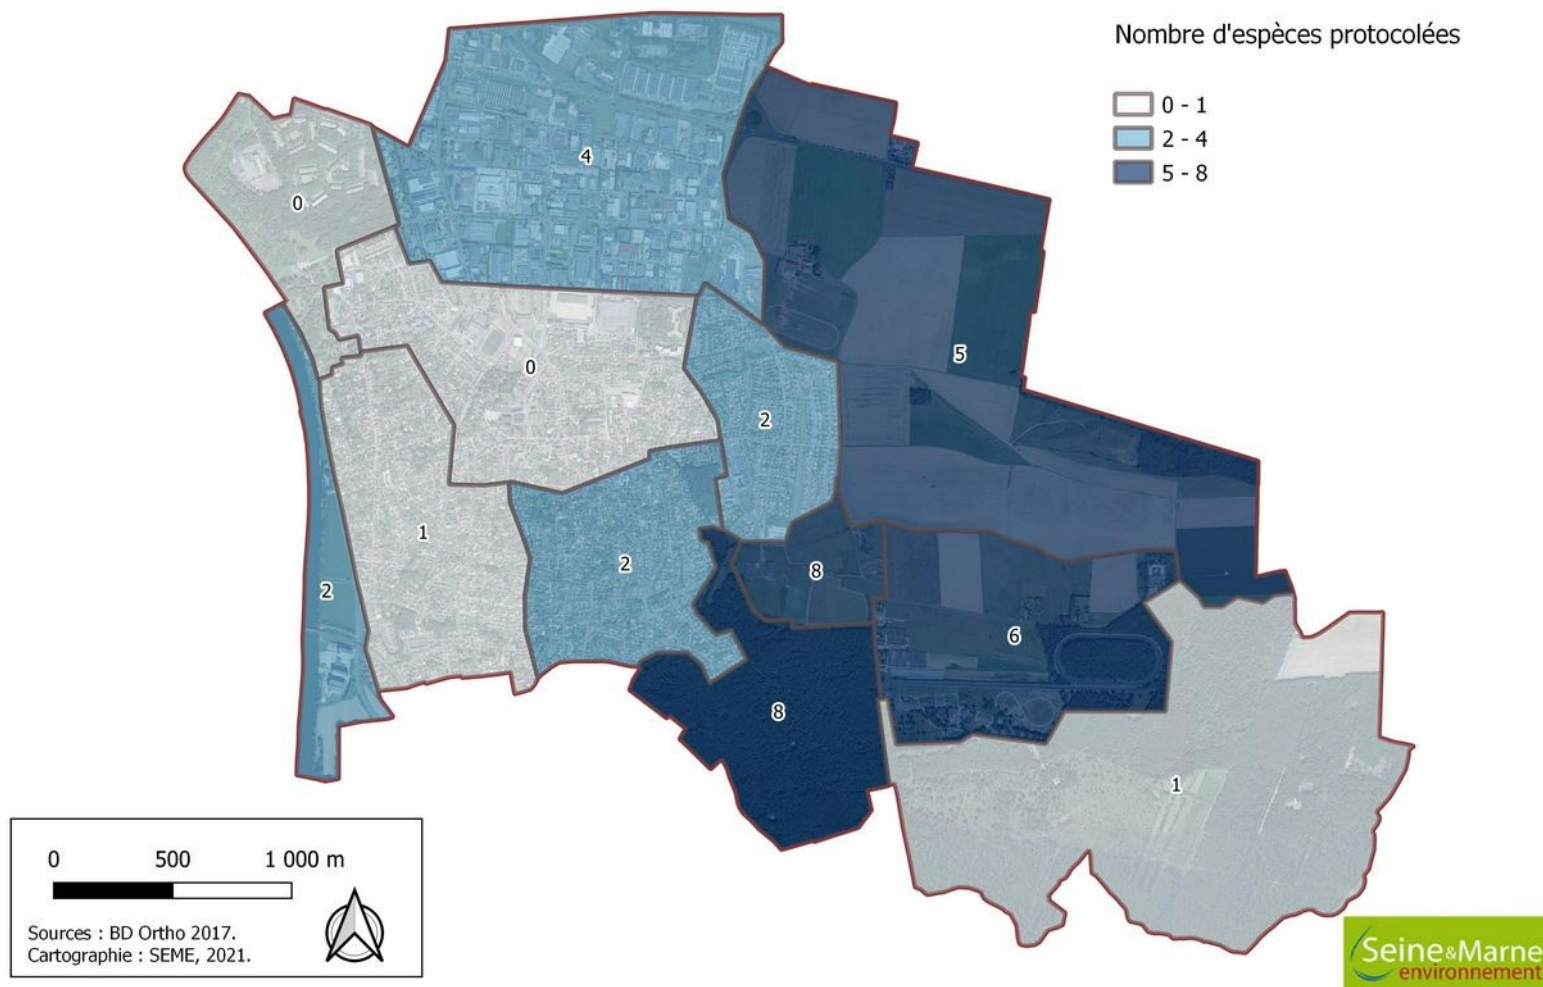 Nombre d'espèces protocolées
0 - 1
2 - 4
5 - 8
4
0
5
0
2
1
2
8
2
6
8
1
0 500 1 000 m
Sources : BD Ortho 2017.
Cartographie : SEME, 2021.
Seine&Marne
environnement